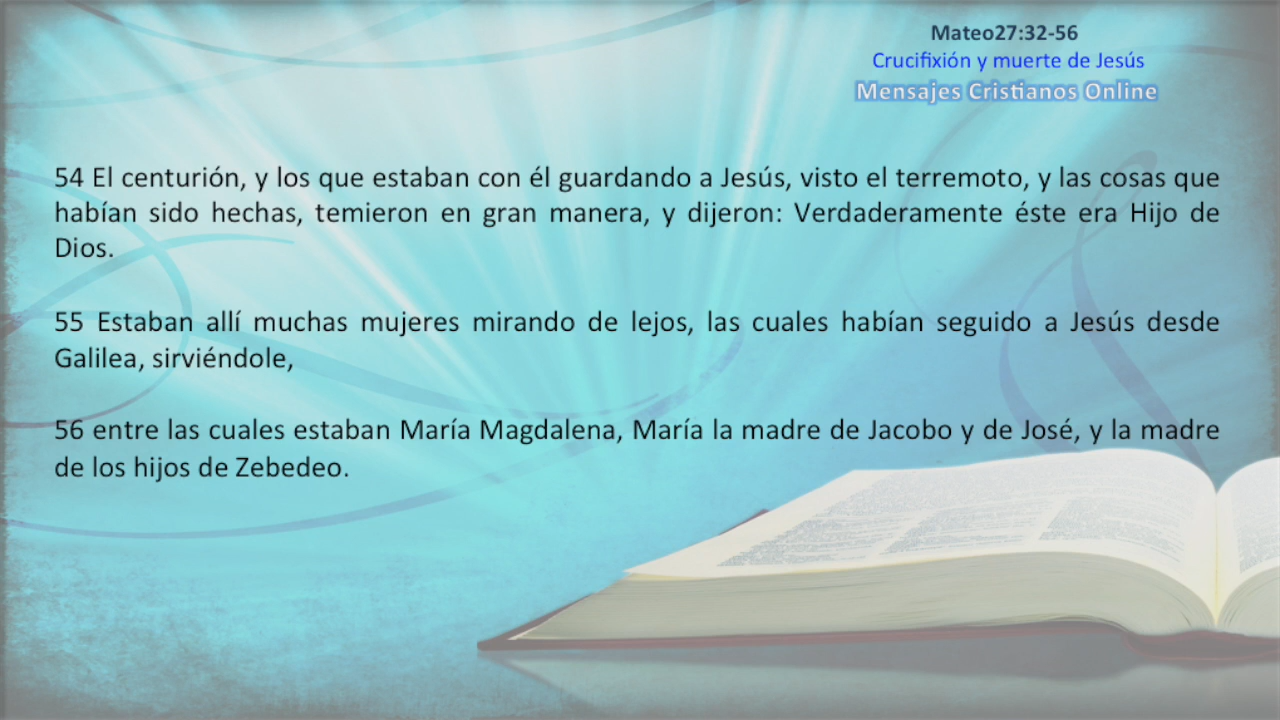 Mateo27:32-56
Crucifixión y muerte de Jesús
Mensajes Cristianos Online
54 El centurión, y los que estaban con él guardando a Jesús, visto el terremoto, y las cosas que
habían sido hechas, temieron en gran manera, y dijeron: Verdaderamente éste era Hijo de
Dios.
55 Estaban allí muchas mujeres mirando de lejos, las cuales habían seguido a Jesús desde
Galilea, sirviéndole,
56 entre las cuales estaban María Magdalena, María la madre de Jacobo y de José, y la madre
de los hijos de Zebedeo.